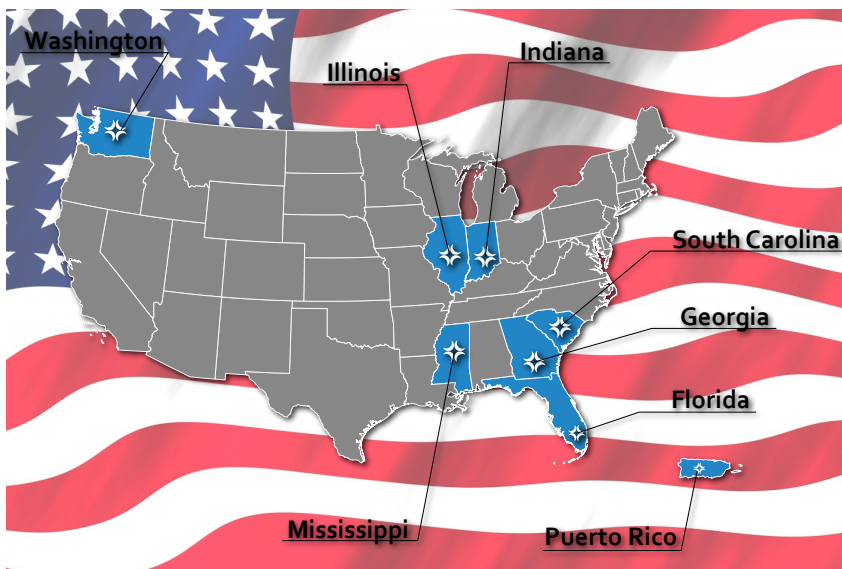 Washington
Illinois
Indiana
South Carolina
Georgia
Florida
Mississippi
Puerto Rico